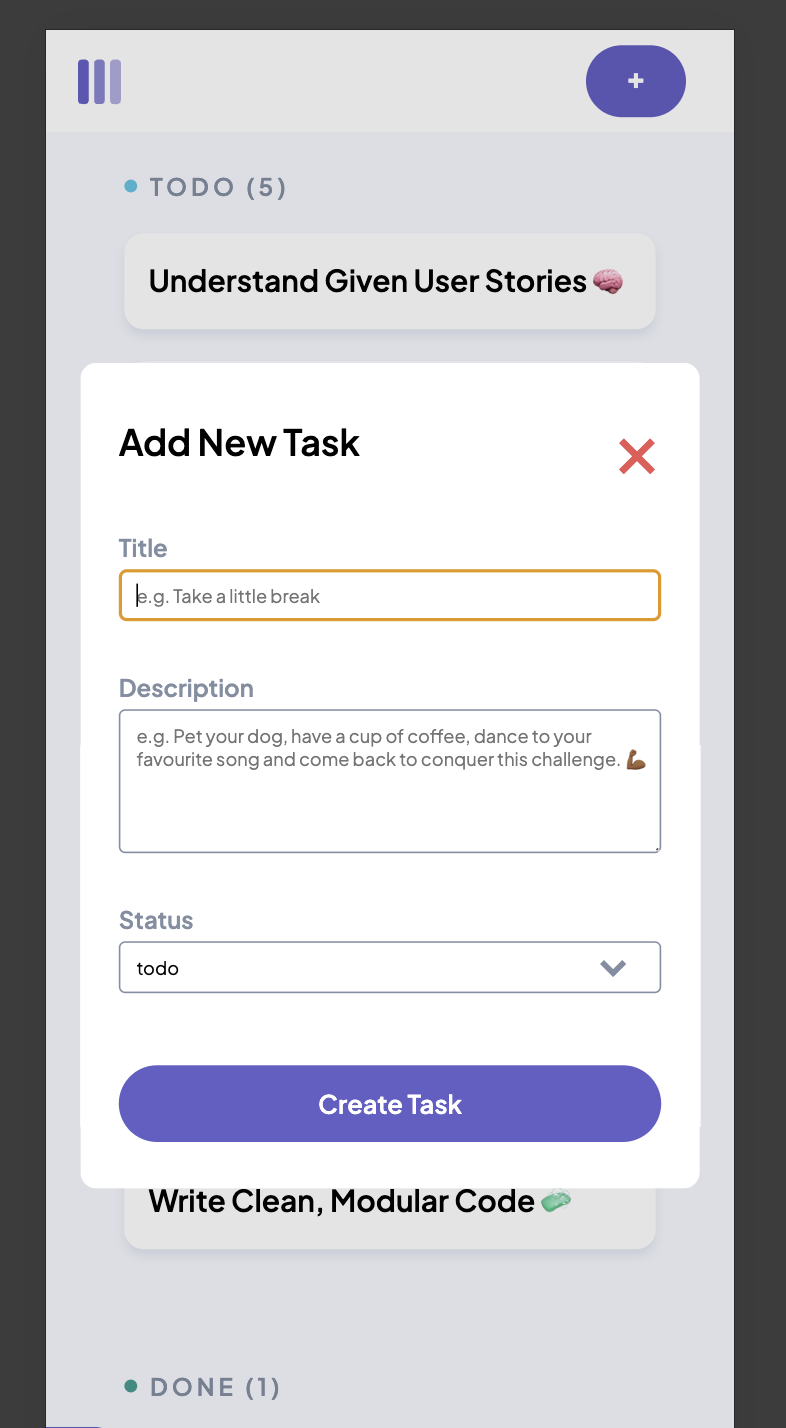 +
TODO (5)
Understand Given User Stories 🧠
Add New Task
Title
e.g. Take a little break
Description
e.g. Pet your dog, have a cup of coffee, dance to your
favourite song and come back to conquer this challenge. 💪🏾
Status
todo
Create Task
Write Clean, Modular Code 🧼
DONE (1)